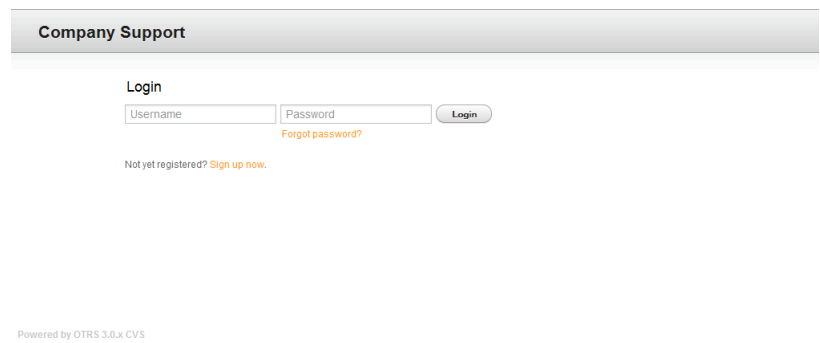 Company Support
Login
Username Password Login
Forgot password?
Not yet registered? Sign up now.
Powered by OTRS 3.0.x CVS